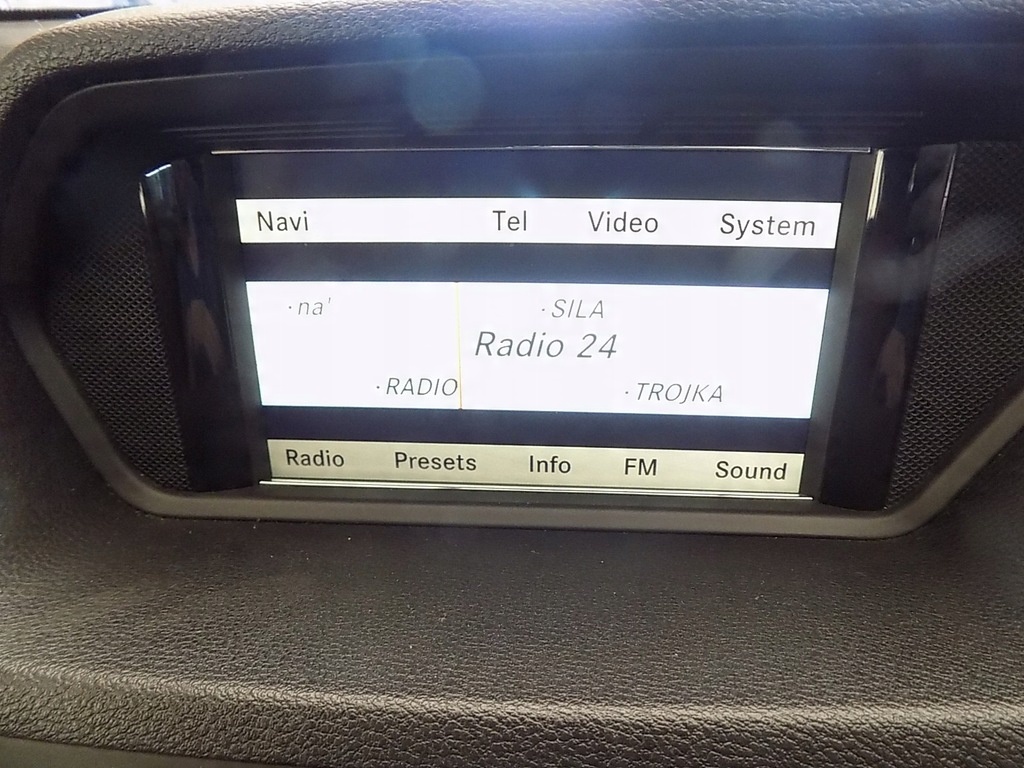 Navi Tel Video System
·na' ·SILA
Radio 24
·RADIO ·TROJKA
Radio Presets Info FM Sound